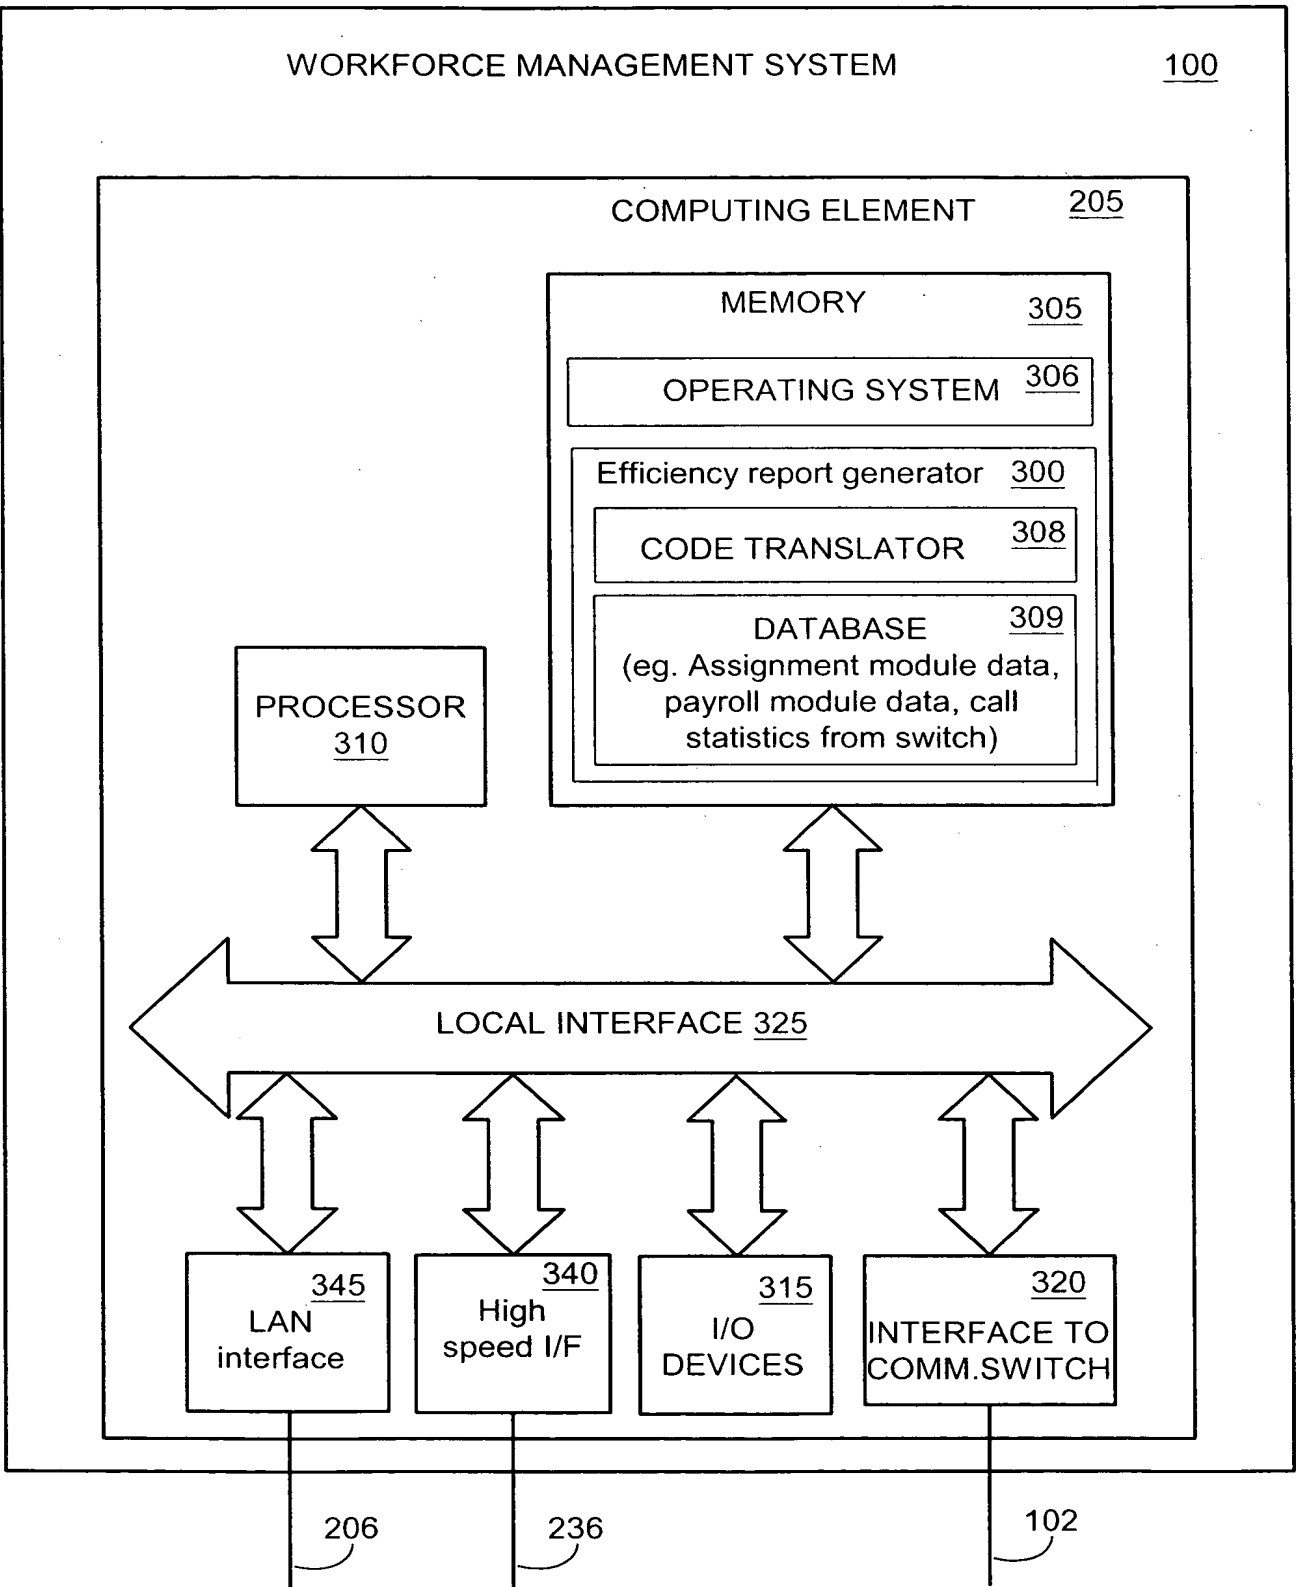 WORKFORCE MANAGEMENT SYSTEM 100
COMPUTING ELEMENT 205
MEMORY 305
OPERATING SYSTEM 306
Efficiency report generator 300
CODE TRANSLATOR 308
DATABASE 309
(eg. Assignment module data,
payroll module data, call
statistics from switch)
PROCESSOR
310
LOCAL INTERFACE 325
345
LAN
interface
340
High
speed I/F
315
I/O
DEVICES
320
INTERFACE TO
COMM.SWITCH
206
236
102